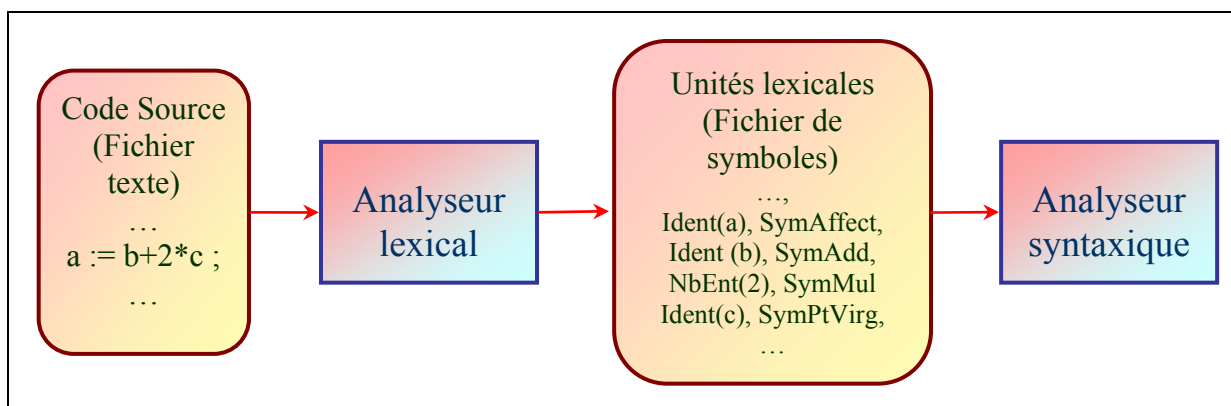 Code Source
(Fichier
texte)
…
a := b+2*c ;
…
Analyseur
lexical
Unités lexicales
(Fichier de
symboles)
…,
Ident(a), SymAffect,
Ident (b), SymAdd,
NbEnt(2), SymMul
Ident(c), SymPtVirg,
…
Analyseur
syntaxique